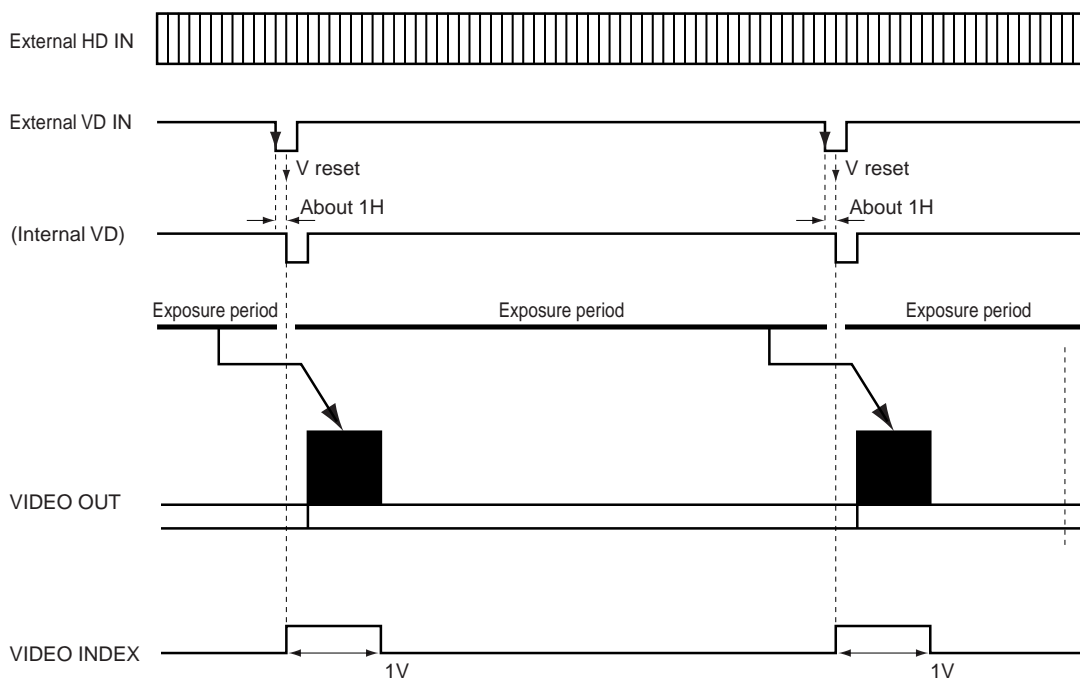 External HD IN
External VD IN
V reset
V reset
About 1H
About 1H
(Internal VD)
Exposure period
Exposure period
Exposure period
VIDEO OUT
VIDEO INDEX
1V
1V